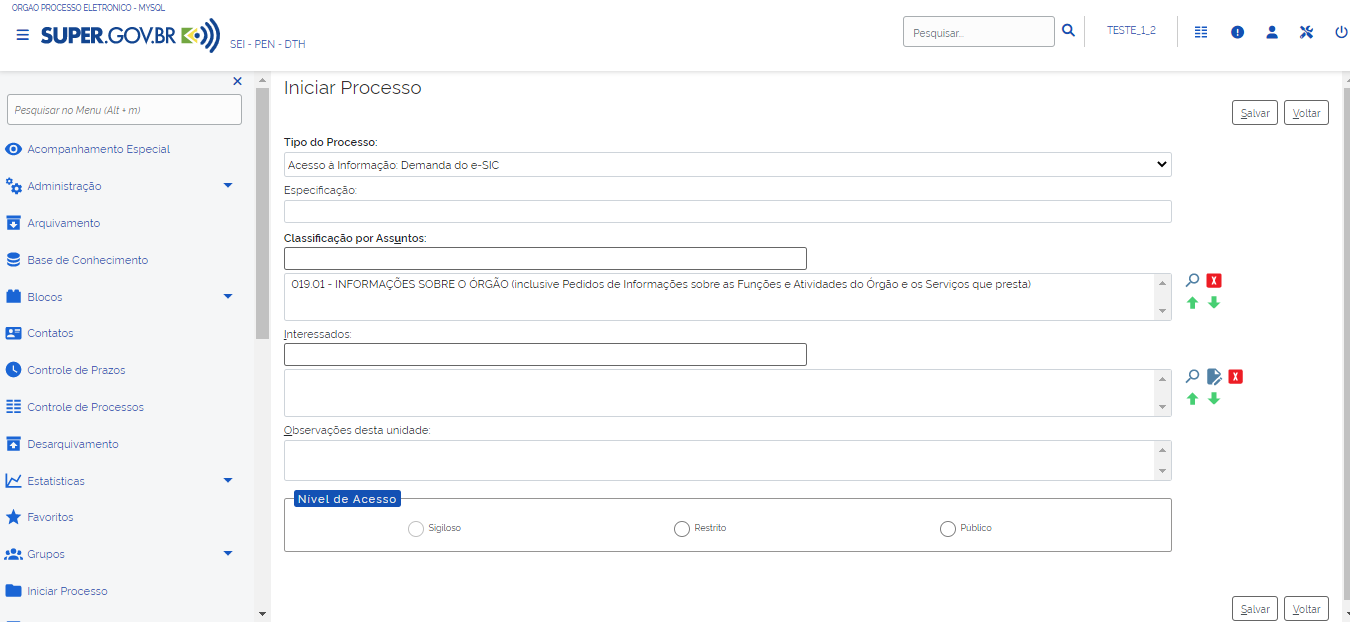 ORGAO PROCESSO ELETRONICO - MYSQL
SUPER.GOV.BR
SEI - PEN - DTH
Pesquisar...
TESTE_1_2
Pesquisar no Menu (Alt + m)
Acompanhamento Especial
Administração
Arquivamento
Base de Conhecimento
Blocos
Contatos
Controle de Prazos
Controle de Processos
Desarquivamento
Estatísticas
Favoritos
Grupos
Iniciar Processo
Iniciar Processo
Salvar
Voltar
Tipo do Processo:
Acesso à Informação: Demanda do e-SIC
Especificação:
Classificação por Assuntos:
019.01 - INFORMAÇÕES SOBRE O ÓRGÃO (inclusive Pedidos de Informações sobre as Funções e Atividades do Órgão e os Serviços que presta)
Interessados:
Observações desta unidade:
Nível de Acesso
Sigiloso
Restrito
Público
Salvar
Voltar